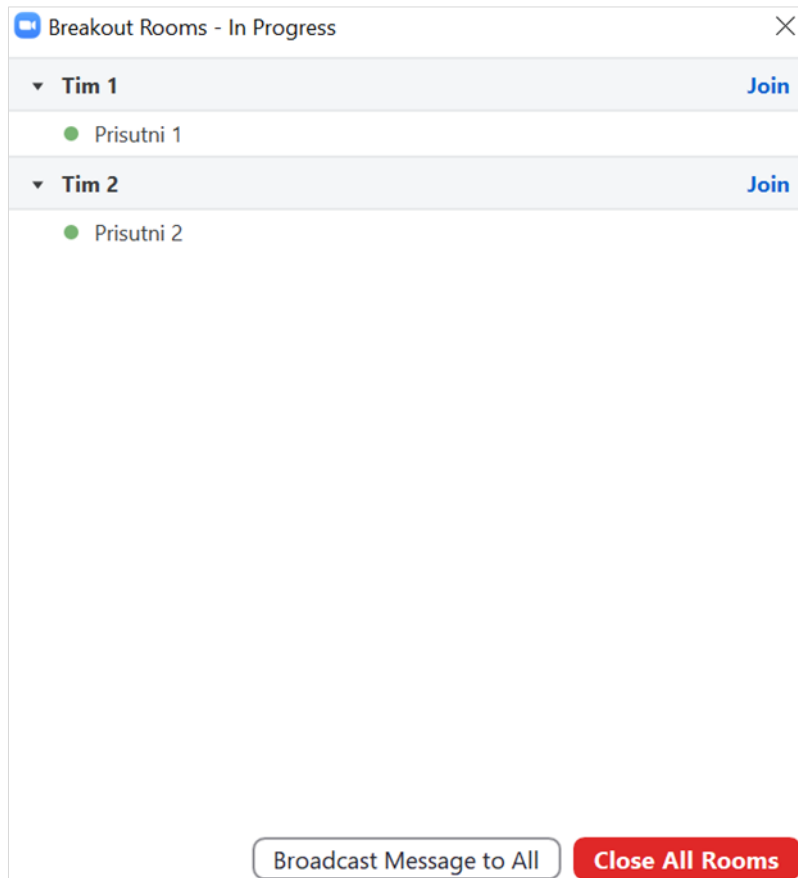 Breakout Rooms - In Progress
Tim 1 Join
Prisutni 1
Tim 2 Join
Prisutni 2
Broadcast Message to All Close All Rooms